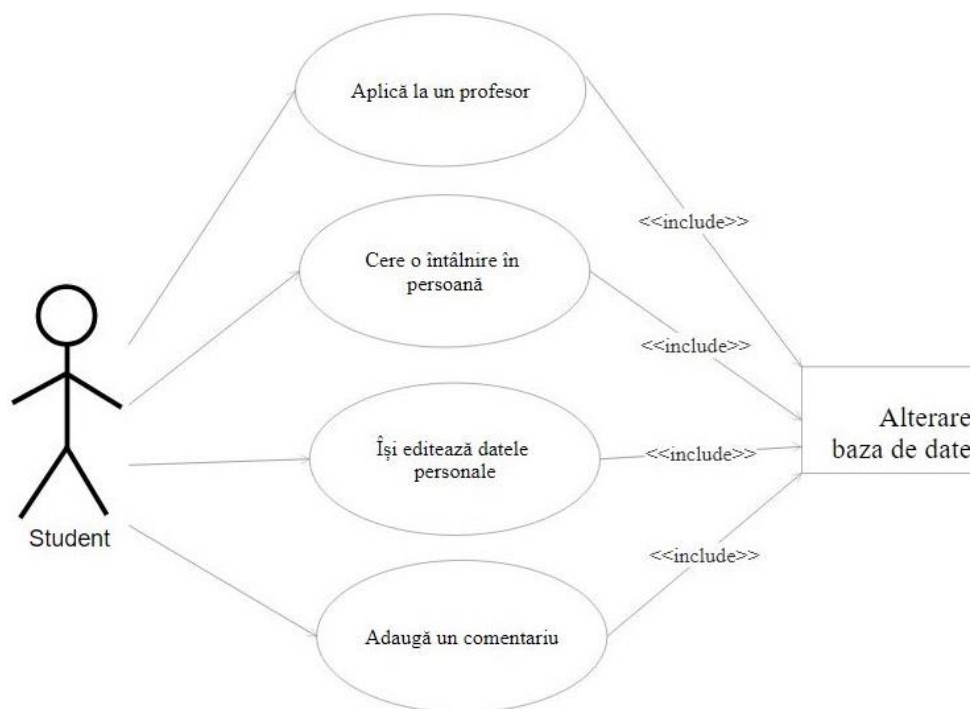 Aplică la un profesor
<<include>>
Cere o întâlnire în
persoană
<<include>>
Alterare
baza de date
Își editează datele
personale
<<include>>
Student
<<include>>
Adaugă un comentariu